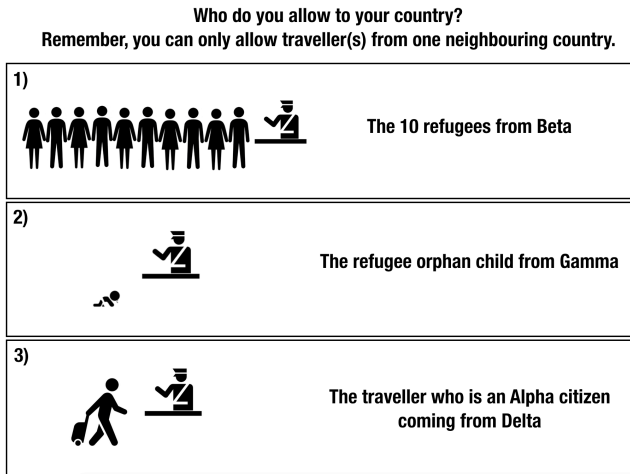 Who do you allow to your country?
Remember, you can only allow traveller(s) from one neighbouring country.
1)
The 10 refugees from Beta
2)
The refugee orphan child from Gamma
3)
The traveller who is an Alpha citizen
coming from Delta